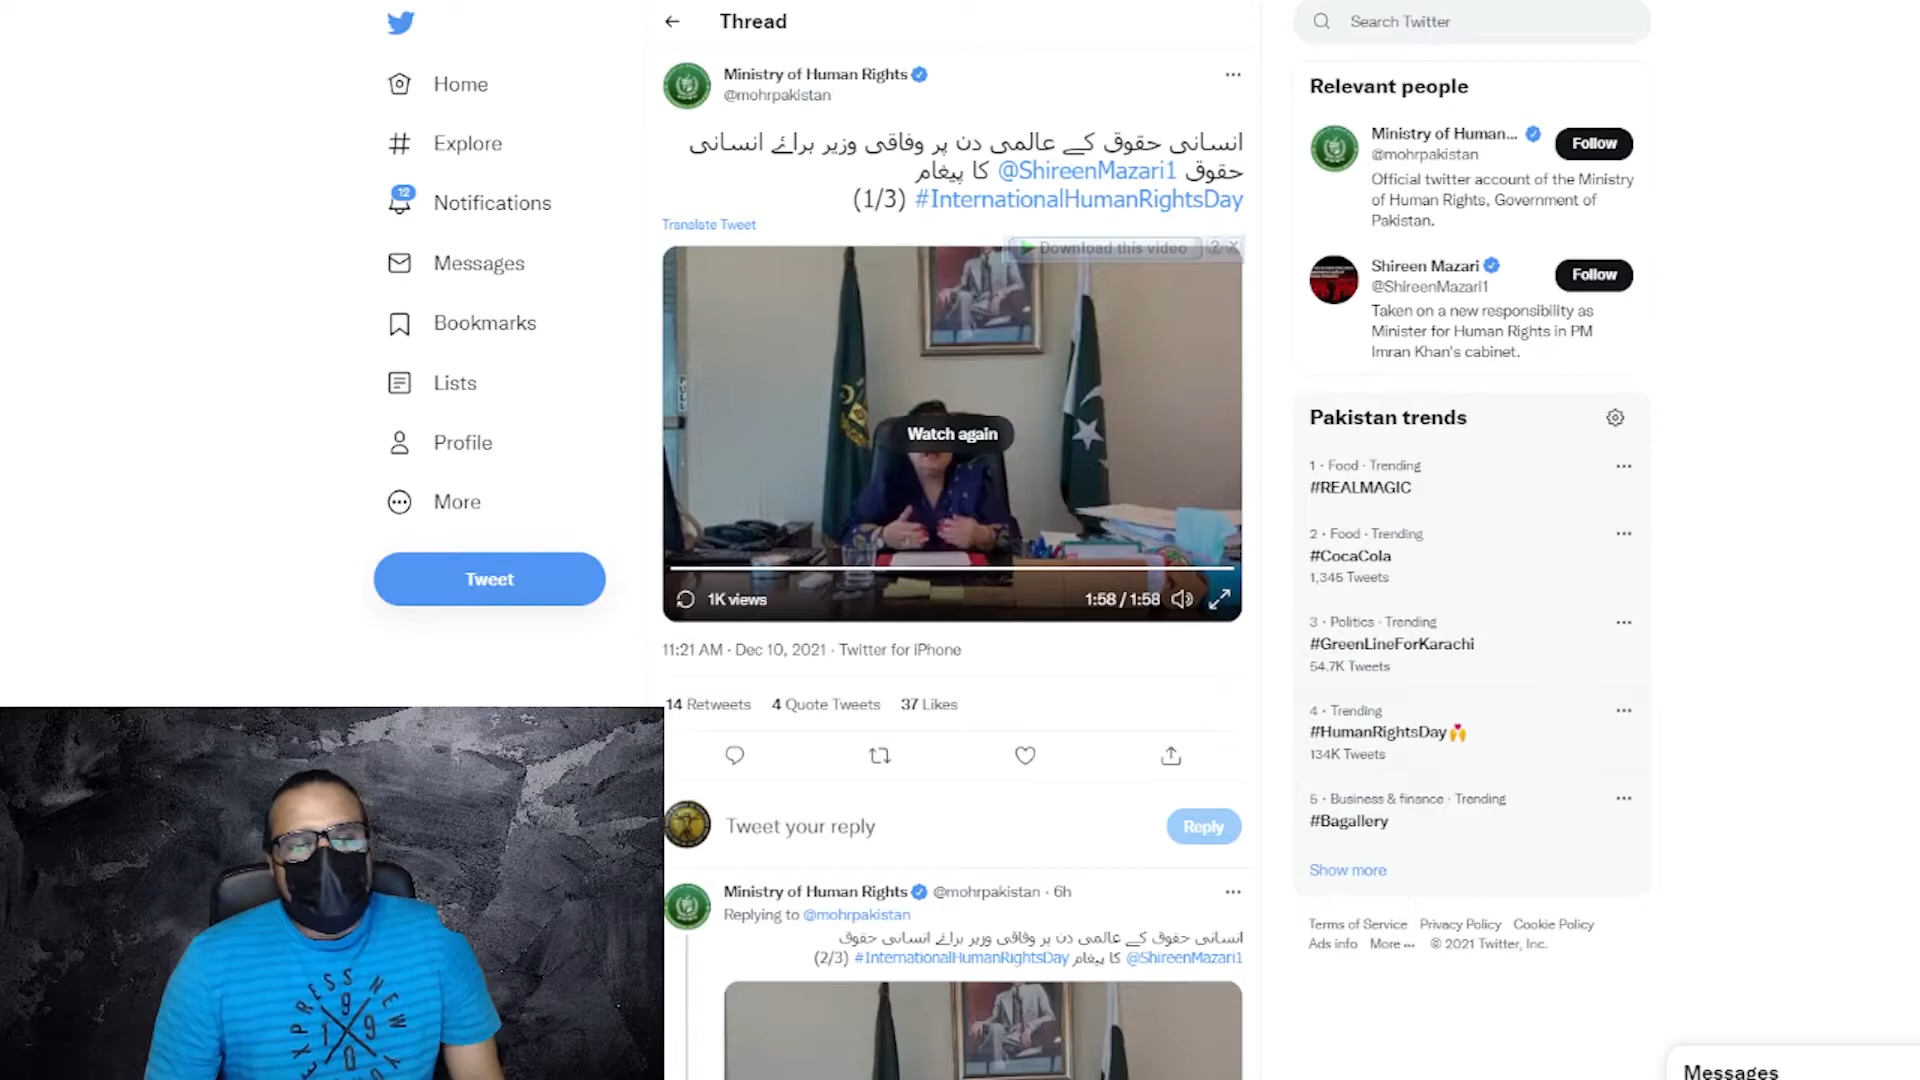 Home
Explore
12
Notifications
Messages
Bookmarks
Lists
Profile
More
Tweet
Thread
Ministry of Human Rights
@mohrpakistan
انسانی حقوق کے عالمی دن پر وفاقی وزیر برائے انسانی
حقوق @ShireenMazari1 کا پیغام
#InternationalHumanRightsDay (1/3)
Translate Tweet
Download this video ? X
PULL
Watch again
1K views
1:58 / 1:58
11:21 AM · Dec 10, 2021 · Twitter for iPhone
14 Retweets 4 Quote Tweets 37 Likes
Tweet your reply
Reply
Ministry of Human Rights @mohrpakistan · 6h
Replying to @mohrpakistan
انسانی حقوق کے عالمی دن پر وفاقی وزیر برائے انسانی حقوق
@ShireenMazari1 کا پیغام #InternationalHumanRightsDay (2/3)
Search Twitter
Relevant people
Ministry of Human...
@mohrpakistan
Follow
Official twitter account of the Ministry
of Human Rights, Government of
Pakistan.
Shireen Mazari
@ShireenMazari1
Follow
Taken on a new responsibility as
Minister for Human Rights in PM
Imran Khan's cabinet.
Pakistan trends
1 · Food · Trending
#REALMAGIC
2 · Food · Trending
#CocaCola
1,345 Tweets
3 · Politics · Trending
#GreenLineForKarachi
54.7K Tweets
4 · Trending
#HumanRightsDay
134K Tweets
5 · Business & finance · Trending
#Bagallery
Show more
Terms of Service Privacy Policy Cookie Policy
Ads info More ··· © 2021 Twitter, Inc.
Messages
EXPRESS NEW